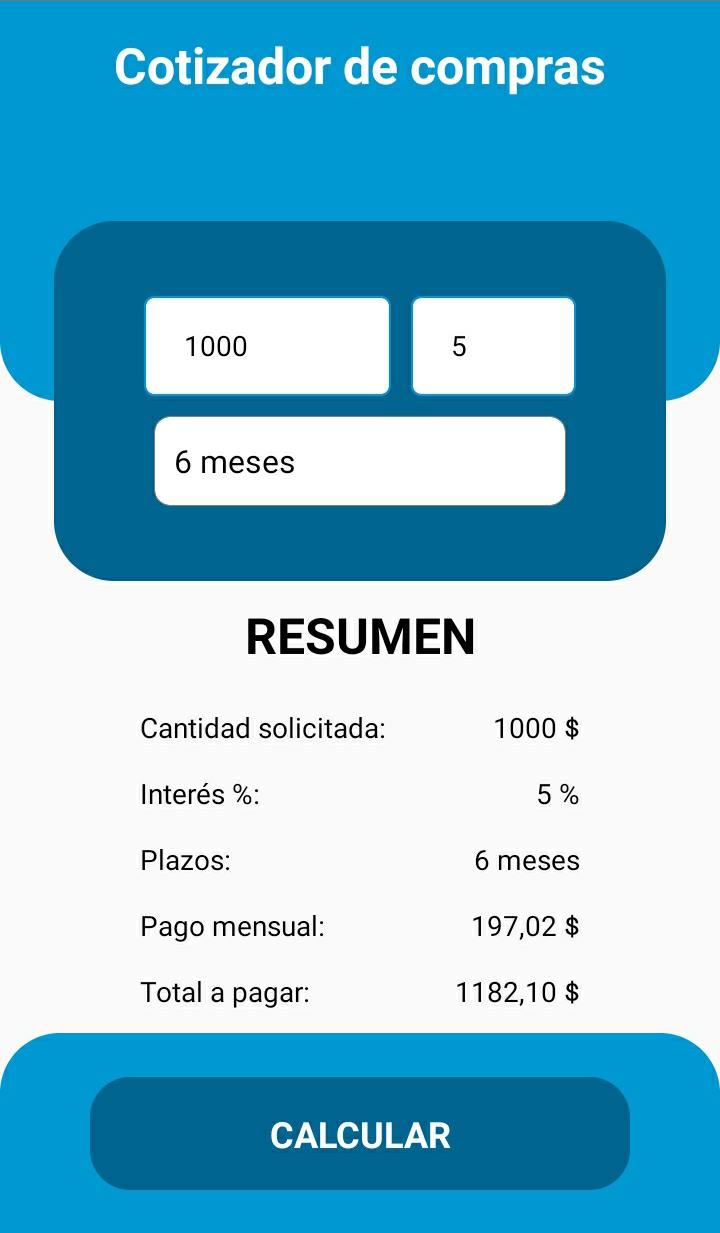 Cotizador de compras
1000 5
6 meses
RESUMEN
Cantidad solicitada: 1000 $
Interés %: 5 %
Plazos: 6 meses
Pago mensual: 197,02 $
Total a pagar: 1182,10 $
CALCULAR